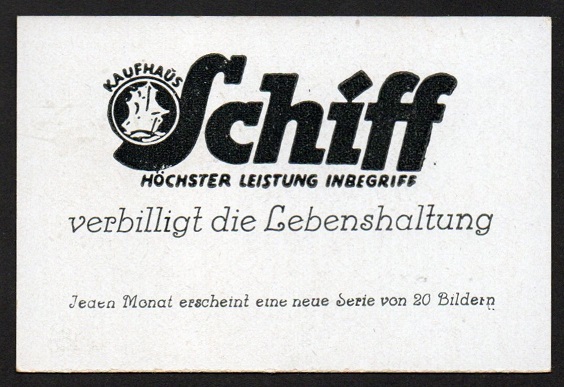 KAUFHAUS
Schiff
HÖCHSTER LEISTUNG INBEGRIFF
verbilligt die Lebenshaltung
Jeden Monat erscheint eine neue Serie von 20 Bildern